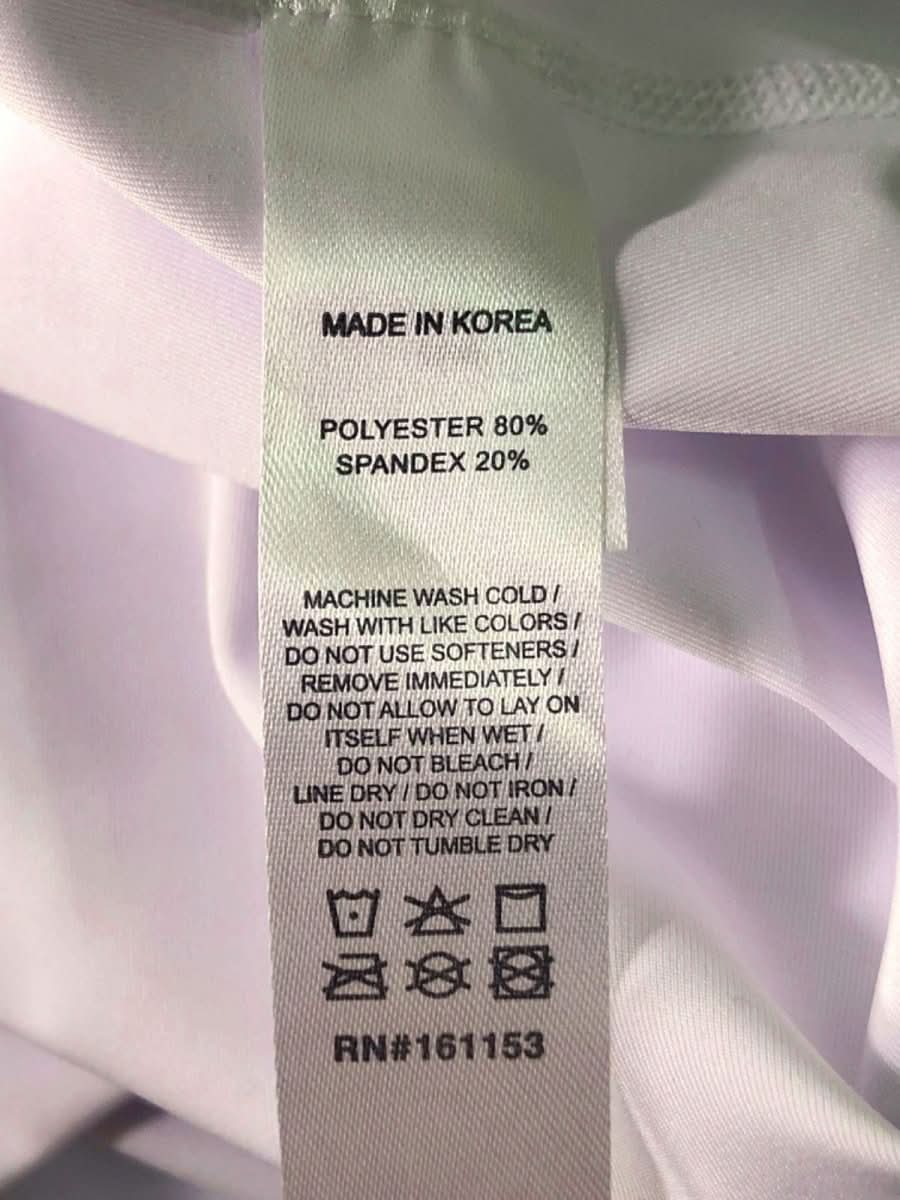 MADE IN KOREA
POLYESTER 80%
SPANDEX 20%
MACHINE WASH COLD /
WASH WITH LIKE COLORS /
DO NOT USE SOFTENERS /
REMOVE IMMEDIATELY /
DO NOT ALLOW TO LAY ON
ITSELF WHEN WET /
DO NOT BLEACH /
LINE DRY / DO NOT IRON /
DO NOT DRY CLEAN /
DO NOT TUMBLE DRY
RN#161153